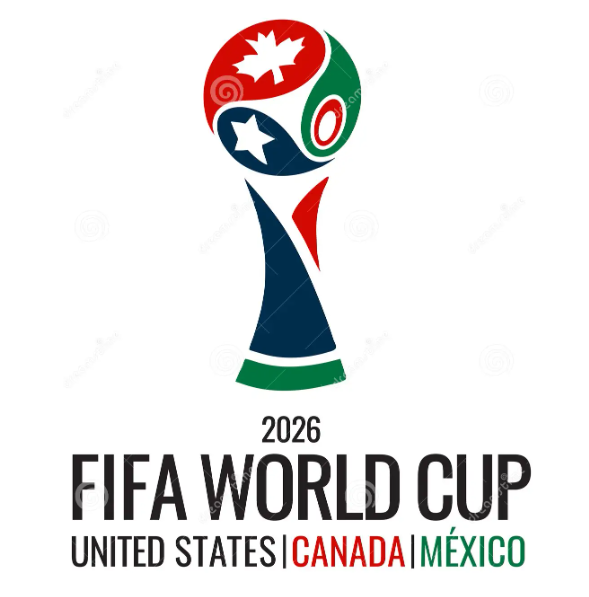 2026
FIFA WORLD CUP
UNITED STATES|CANADA|MÉXICO